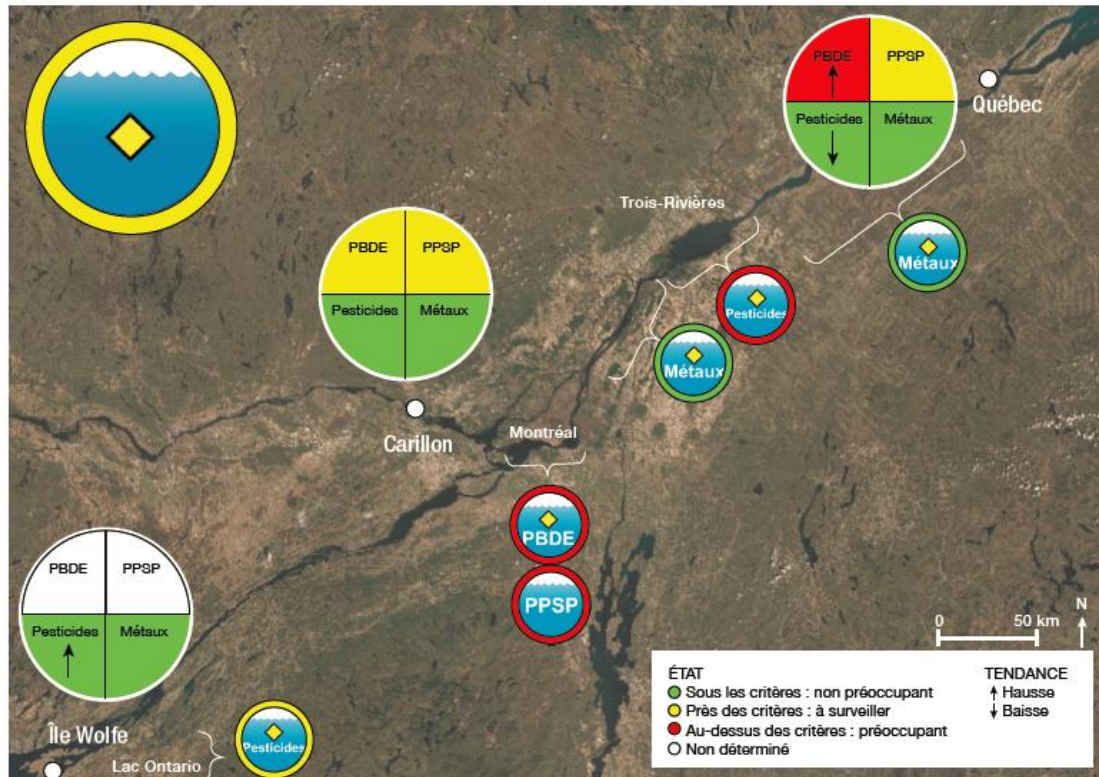 PBDE PPSP
Pesticides Métaux
↑
↓
Québec
Trois-Rivières
Métaux
PBDE PPSP
Pesticides Métaux
Pesticides
Métaux
Carillon
Montréal
PBDE
PPSP
PBDE PPSP
Pesticides Métaux
↑
Île Wolfe
Lac Ontario
Pesticides
0 50 km
N
ÉTAT
Sous les critères : non préoccupant
Près des critères : à surveiller
Au-dessus des critères : préoccupant
Non déterminé
TENDANCE
↑ Hausse
↓ Baisse